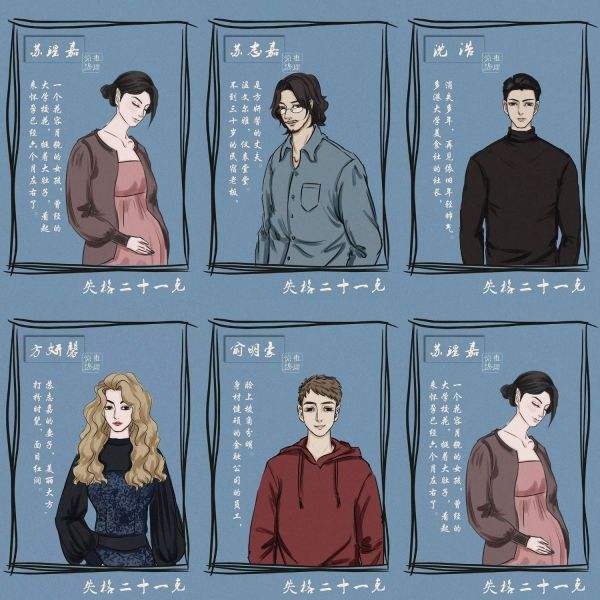 苏志嘉
是方妍馨的丈夫。
温文尔雅，仪表堂堂。
不到三十岁的民宿老板。
失格二十一克
沈浩
消失多年，再见依旧年轻帅气。
多港大学美食社的社长。
失格二十一克
苏嘉
一个花容月貌的女孩，曾经的
大学校花，挺着大肚子，看起
来怀孕已经六个月左右了。
失格二十一克
方妍馨
苏志嘉的妻子，美丽大方，
打扮时髦，面目红润。
失格二十一克
俞明豪
脸上棱角分明，
身材健硕的金融公司的员工。
失格二十一克
苏嘉
一个花容月貌的女孩，曾经的
大学校花，挺着大肚子，看起
来怀孕已经六个月左右了。
失格二十一克